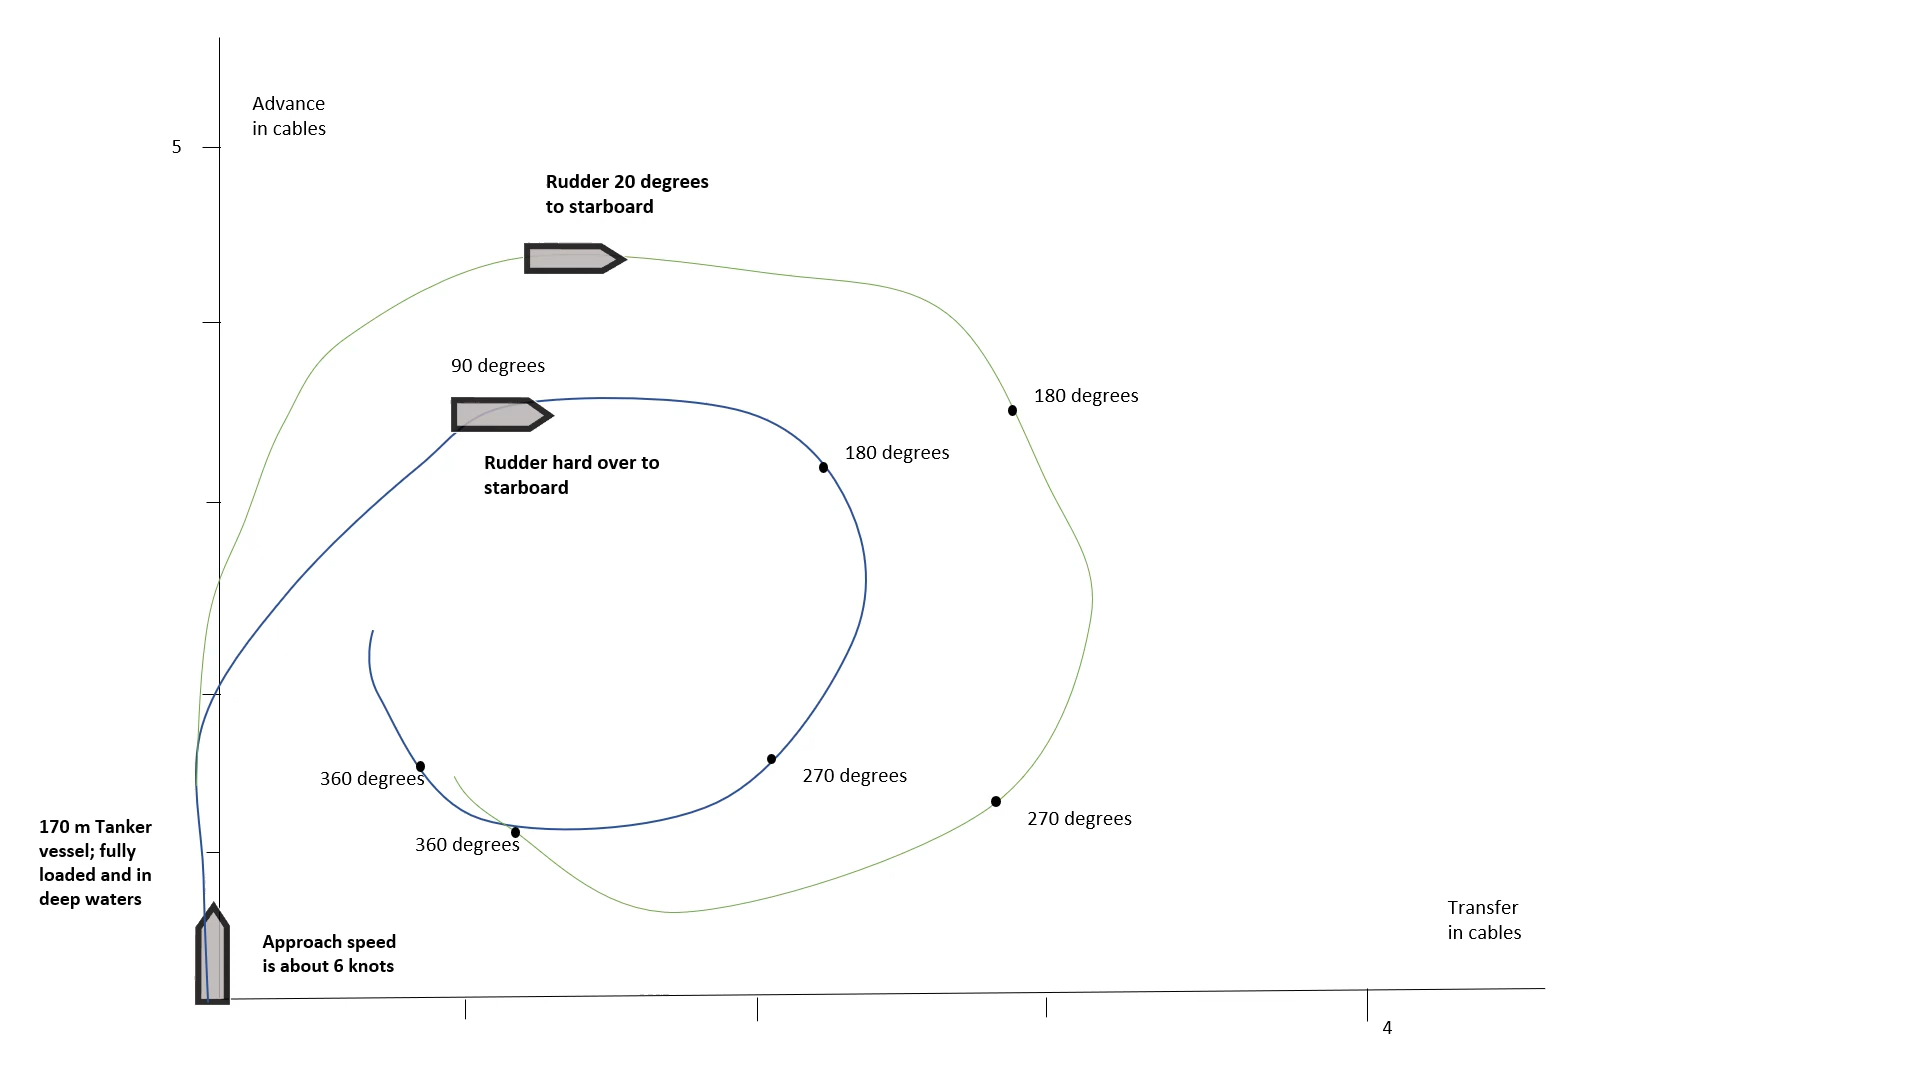 Advance
in cables
5
Rudder 20 degrees
to starboard
90 degrees
180 degrees
180 degrees
Rudder hard over to
starboard
360 degrees
270 degrees
270 degrees
360 degrees
170 m Tanker
vessel; fully
loaded and in
deep waters
Approach speed
is about 6 knots
Transfer
in cables
4